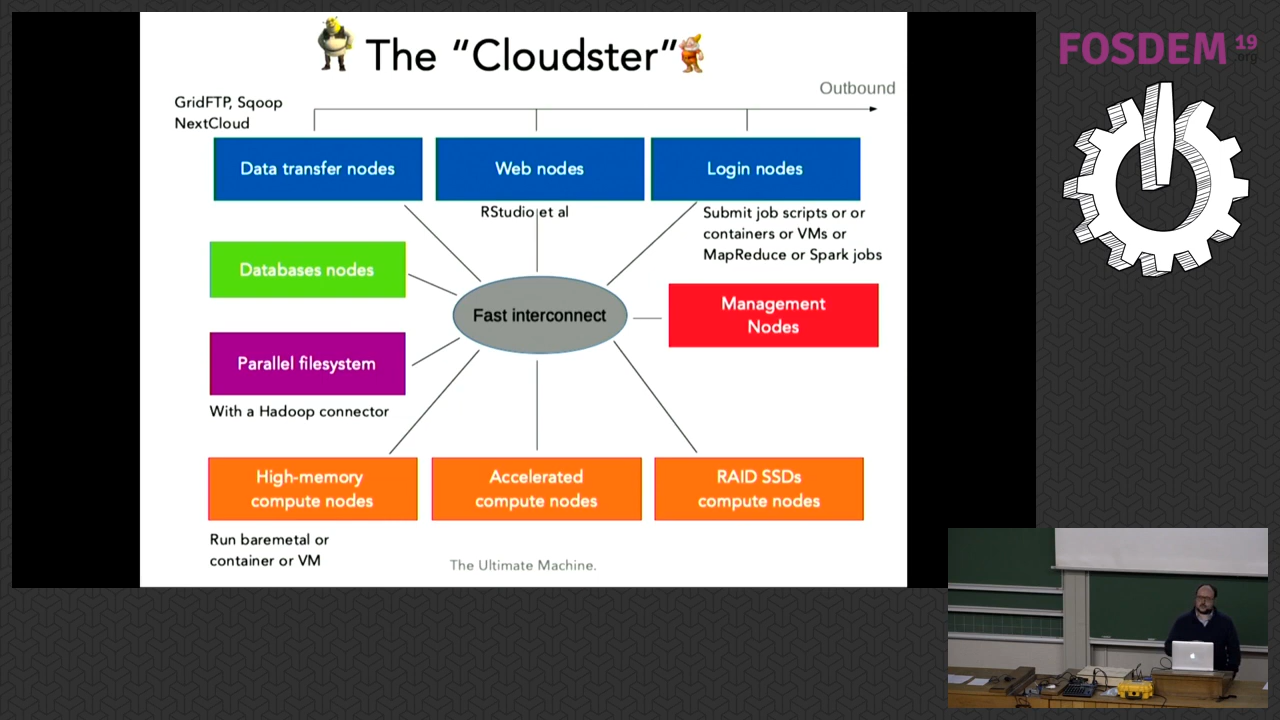 The “Cloudster”
FOSDEM 19
.org
Outbound
GridFTP, Sqoop
NextCloud
Data transfer nodes
Web nodes
Login nodes
RStudio et al
Submit job scripts or or
containers or VMs or
MapReduce or Spark jobs
Databases nodes
Fast interconnect
Management
Nodes
Parallel filesystem
With a Hadoop connector
High-memory
compute nodes
Accelerated
compute nodes
RAID SSDs
compute nodes
Run baremetal or
container or VM
The Ultimate Machine.